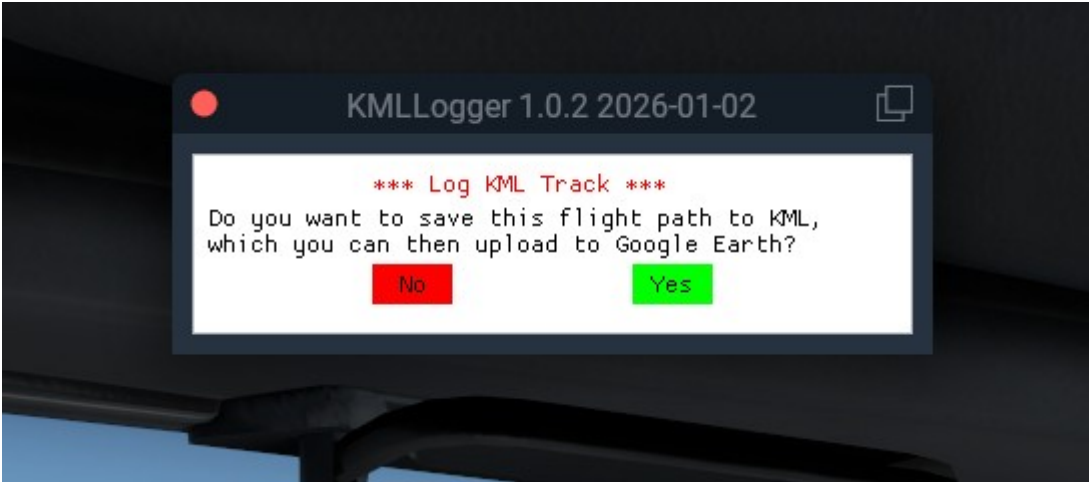 KMLLogger 1.0.2 2026-01-02
*** Log KML Track ***
Do you want to save this flight path to KML,
which you can then upload to Google Earth?
No Yes